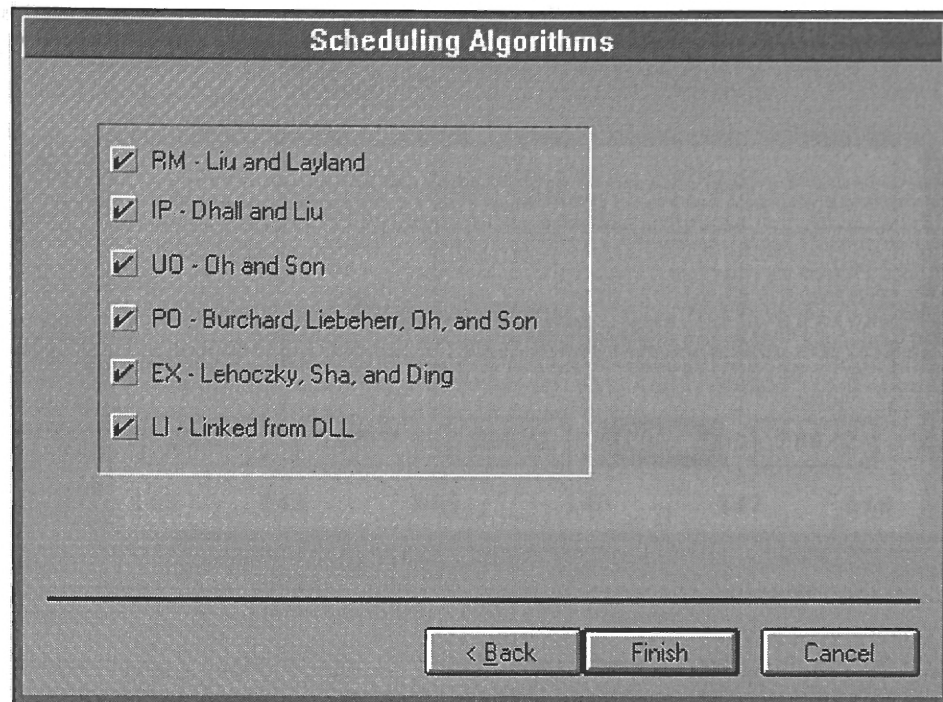 Scheduling Algorithms
RM - Liu and Layland
IP - Dhall and Liu
UO - Oh and Son
PO - Burchard, Liebeherr, Oh, and Son
EX - Lehoczky, Sha, and Ding
LI - Linked from DLL
< Back
Finish
Cancel